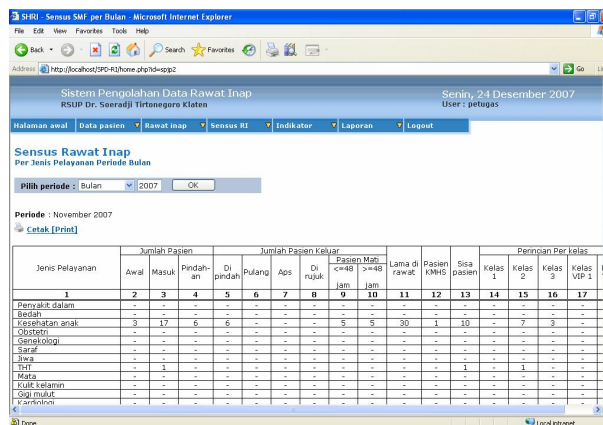 SHRI - Sensus SMF per Bulan - Microsoft Internet Explorer
File Edit View Favorites Tools Help
Back Search Favorites
Address http://localhost/SPD-RI/home.php?id=spjp2 Go
Sistem Pengolahan Data Rawat Inap
RSUP Dr. Soeradji Tirtonegoro Klaten
Senin, 24 Desember 2007
User : petugas
Halaman awal Data pasien Rawat inap Sensus RI Indikator Laporan Logout
Sensus Rawat Inap
Per Jenis Pelayanan Periode Bulan
Pilih periode : Bulan 2007 OK
Periode : November 2007
Cetak [Print]
Jumlah Pasien Jumlah Pasien Keluar Perincian Per kelas
Pasien Mati
Jenis Pelayanan Awal Masuk Pindah-an Di pindah Pulang Aps Di rujuk <=48 jam >=48 jam Lama di rawat Pasien KMHS Sisa pasien Kelas 1 Kelas 2 Kelas 3 Kelas VIP 1
1 2 3 4 5 6 7 8 9 10 11 12 13 14 15 16 17
Penyakit dalam - - - - - - - - - - - - - - - -
Bedah - - - - - - - - - - - - - - - -
Kesehatan anak 3 17 6 6 - - - 5 5 30 1 10 - 7 3 -
Obstetri - - - - - - - - - - - - - - - -
Genekologi - - - - - - - - - - - - - - - -
Saraf - - - - - - - - - - - - - - - -
Jiwa - - - - - - - - - - - - - - - -
THT - 1 - - - - - - - - - 1 - 1 - -
Mata - - - - - - - - - - - - - - - -
Kulit kelamin - - - - - - - - - - - - - - - -
Gigi mulut - - - - - - - - - - - - - - - -
Kardiologi - - - - - - - - - - - - - - - -
Done Local intranet